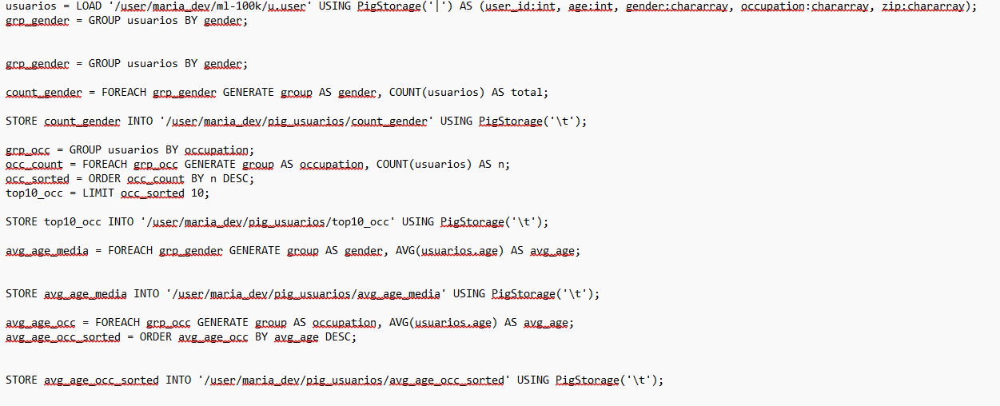 usuarios = LOAD '/user/maria_dev/ml-100k/u.user' USING PigStorage('|') AS (user_id:int, age:int, gender:chararray, occupation:chararray, zip:chararray);
grp_gender = GROUP usuarios BY gender;
grp_gender = GROUP usuarios BY gender;
count_gender = FOREACH grp_gender GENERATE group AS gender, COUNT(usuarios) AS total;
STORE count_gender INTO '/user/maria_dev/pig_usuarios/count_gender' USING PigStorage('\t');
grp_occ = GROUP usuarios BY occupation;
occ_count = FOREACH grp_occ GENERATE group AS occupation, COUNT(usuarios) AS n;
occ_sorted = ORDER occ_count BY n DESC;
top10_occ = LIMIT occ_sorted 10;
STORE top10_occ INTO '/user/maria_dev/pig_usuarios/top10_occ' USING PigStorage('\t');
avg_age_media = FOREACH grp_gender GENERATE group AS gender, AVG(usuarios.age) AS avg_age;
STORE avg_age_media INTO '/user/maria_dev/pig_usuarios/avg_age_media' USING PigStorage('\t');
avg_age_occ = FOREACH grp_occ GENERATE group AS occupation, AVG(usuarios.age) AS avg_age;
avg_age_occ_sorted = ORDER avg_age_occ BY avg_age DESC;
STORE avg_age_occ_sorted INTO '/user/maria_dev/pig_usuarios/avg_age_occ_sorted' USING PigStorage('\t');